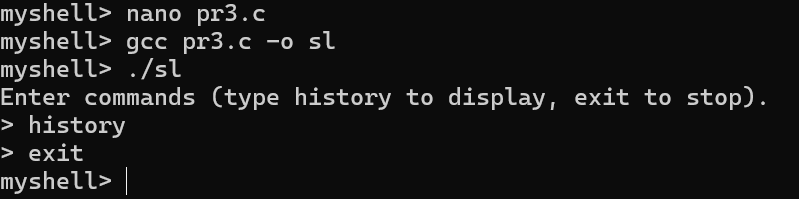 myshell> nano pr3.c
myshell> gcc pr3.c -o sl
myshell> ./sl
Enter commands (type history to display, exit to stop).
> history
> exit
myshell>